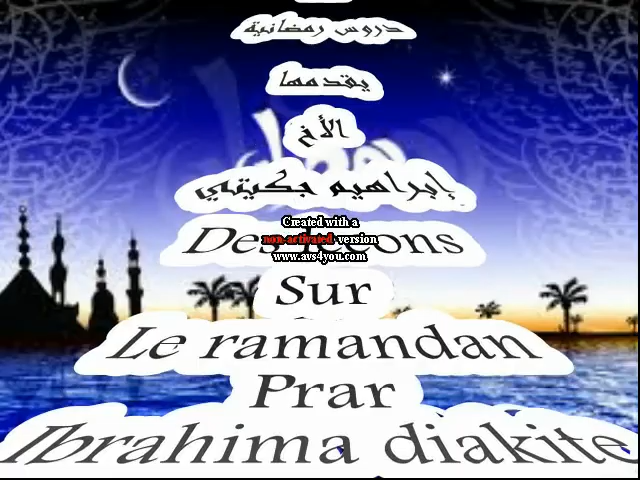 دروس رمضانية
يقدمها
الأخ
إبراهيم جكيتي
Des lecons
Created with a
non-activated version
www.avs4you.com
Sur
Le ramandan
Prar
Ibrahima diakite